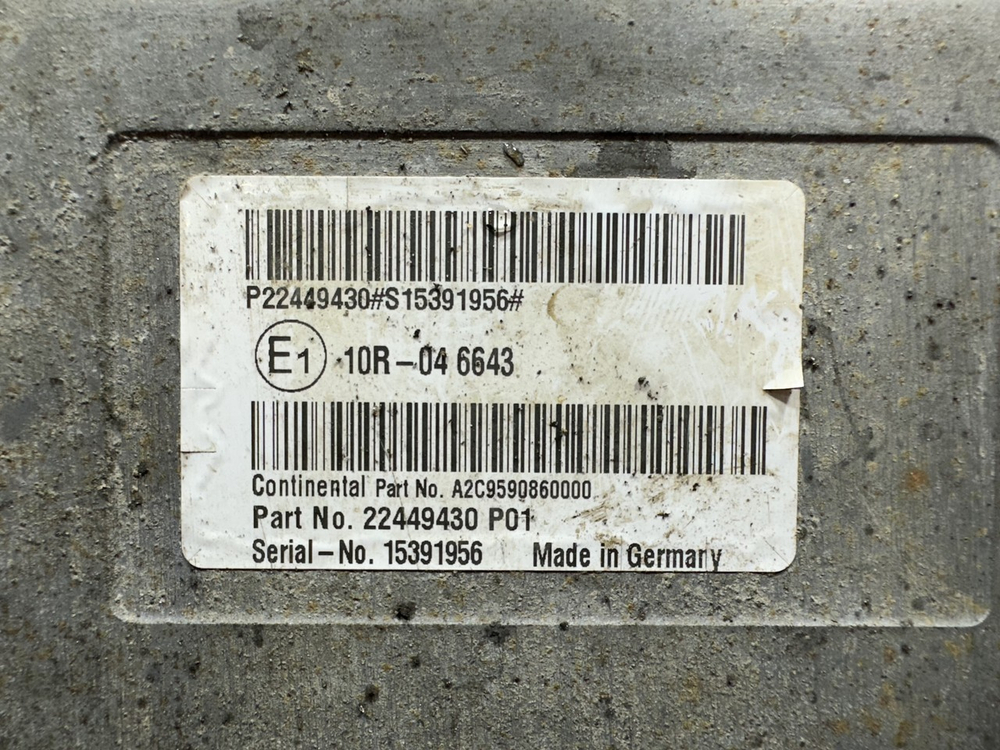 P22449430#S15391956#
E1 10R-04 6643
Continental Part No. A2C9590860000
Part No. 22449430 P01
Serial-No. 15391956 Made in Germany